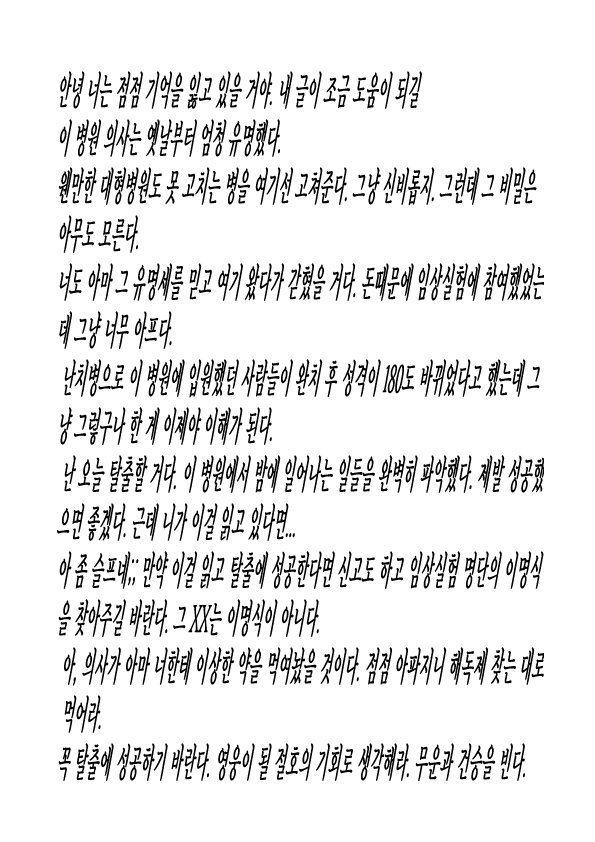 안녕 너는 점점 기억을 잃고 있을 거야. 내 글이 조금 도움이 되길
이 병원 의사는 옛날부터 엄청 유명했다.
웬만한 대형병원도 못 고치는 병을 여기선 고쳐준다. 그냥 신비롭지. 그런데 그 비밀은
아무도 모른다.
너도 아마 그 유명세를 믿고 여기 왔다가 갇혔을 거다. 돈때문에 임상실험에 참여했었는
데 그냥 너무 아프다.
난치병으로 이 병원에 입원했던 사람들이 완치 후 성격이 180도 바뀌었다고 했는데 그
냥 그렇구나 한 게 이제야 이해가 된다.
난 오늘 탈출할 거다. 이 병원에서 밤에 일어나는 일들을 완벽히 파악했다. 제발 성공했
으면 좋겠다. 근데 니가 이걸 읽고 있다면...
아 좀 슬프네;; 만약 이걸 읽고 탈출에 성공한다면 신고도 하고 임상실험 명단의 이명식
을 찾아주길 바란다. 그 XX는 이명식이 아니다.
아, 의사가 아마 너한테 이상한 약을 먹여놨을 것이다. 점점 아파지니 해독제 찾는 대로
먹어라.
꼭 탈출에 성공하기 바란다. 영웅이 될 절호의 기회로 생각해라. 무운과 건승을 빈다.